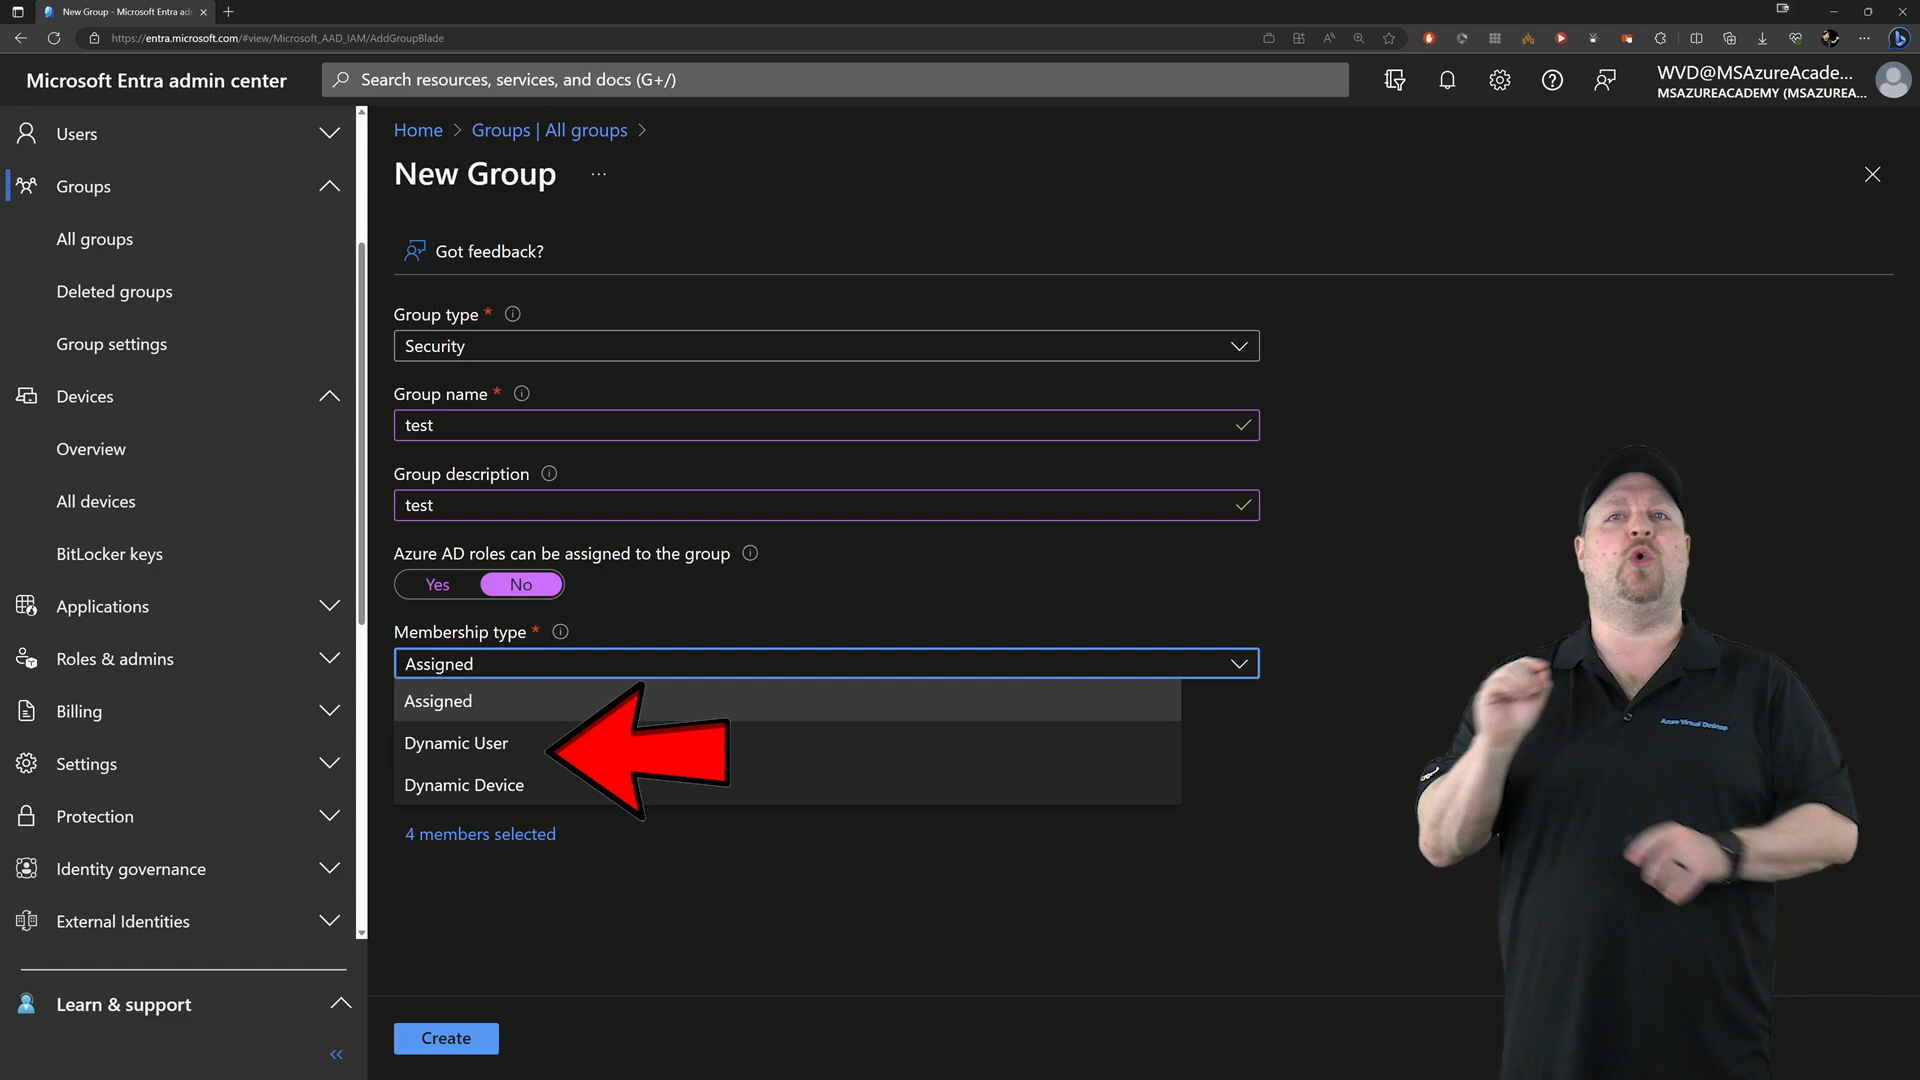 New Group - Microsoft Entra ad
https://entra.microsoft.com/#view/Microsoft_AAD_IAM/AddGroupBlade
Microsoft Entra admin center
Search resources, services, and docs (G+/)
WVD@MSAzureAcade...
MSAZUREACADEMY (MSAZUREA...
Users
Groups
All groups
Deleted groups
Group settings
Devices
Overview
All devices
BitLocker keys
Applications
Roles & admins
Billing
Settings
Protection
Identity governance
External Identities
Learn & support
Home > Groups | All groups >
New Group ...
Got feedback?
Group type *
Security
Group name *
test
Group description
test
Azure AD roles can be assigned to the group
Yes No
Membership type *
Assigned
Assigned
Dynamic User
Dynamic Device
4 members selected
Create
Azure Virtual Desktop